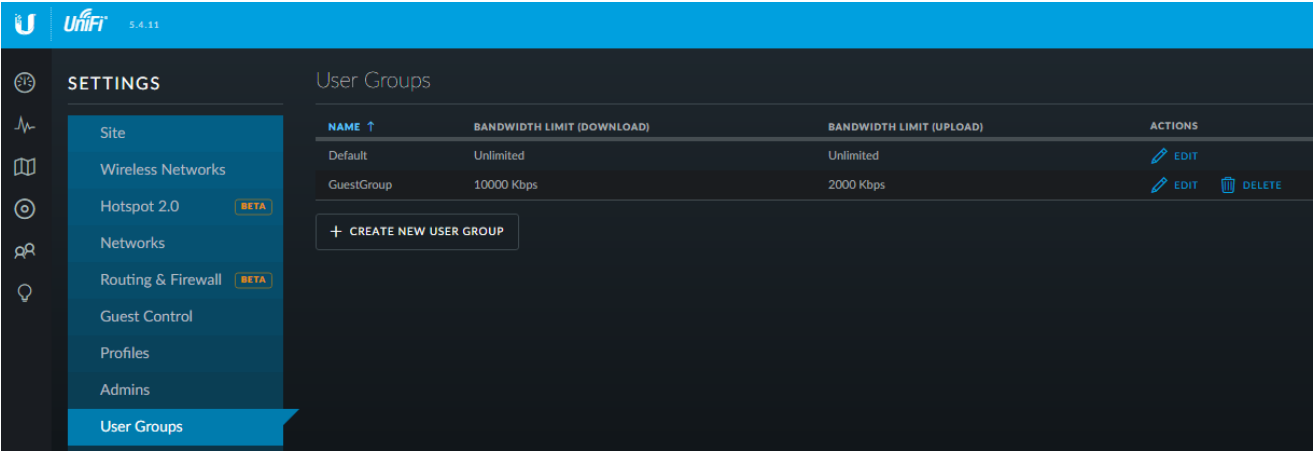 UniFi 5.4.11
SETTINGS
Site
Wireless Networks
Hotspot 2.0 BETA
Networks
Routing & Firewall BETA
Guest Control
Profiles
Admins
User Groups
User Groups
NAME ↑ BANDWIDTH LIMIT (DOWNLOAD) BANDWIDTH LIMIT (UPLOAD) ACTIONS
Default Unlimited Unlimited EDIT
GuestGroup 10000 Kbps 2000 Kbps EDIT DELETE
+ CREATE NEW USER GROUP